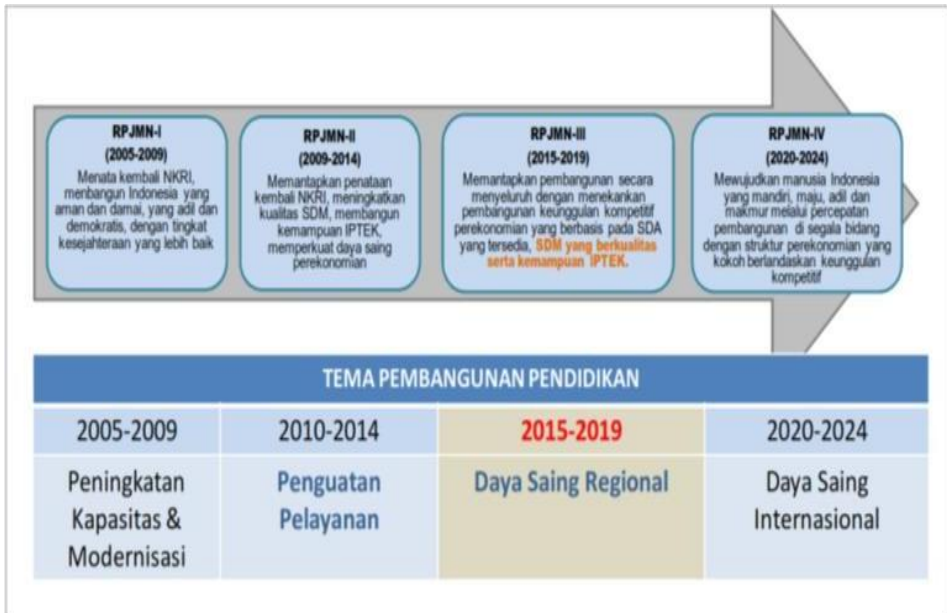 RPJMN-I
(2005-2009)
Menata kembali NKRI,
menbangun Indonesia yang
aman dan damai, yang adil dan
demokratis, dengan tingkat
kesejahteraan yang lebih baik
RPJMN-II
(2009-2014)
Memantapkan penataan
kembali NKRI, meningkatkan
kualitas SDM, membangun
kemampuan IPTEK,
memperkuat daya saing
perekonomian
RPJMN-III
(2015-2019)
Memantapkan pembangunan secara
menyeluruh dengan menekankan
pembangunan keunggulan kompetitif
perekonomian yang berbasis pada SDA
yang tersedia, SDM yang berkualitas
serta kemampuan IPTEK.
RPJMN-IV
(2020-2024)
Mewujudkan manusia Indonesia
yang mandiri, maju, adil dan
makmur melalui percepatan
pembangunan di segala bidang
dengan struktur perekonomian yang
kokoh berlandaskan keunggulan
kompetitif
TEMA PEMBANGUNAN PENDIDIKAN
2005-2009 2010-2014 2015-2019 2020-2024
Peningkatan Penguatan Daya Saing Regional Daya Saing
Kapasitas & Pelayanan Internasional
Modernisasi